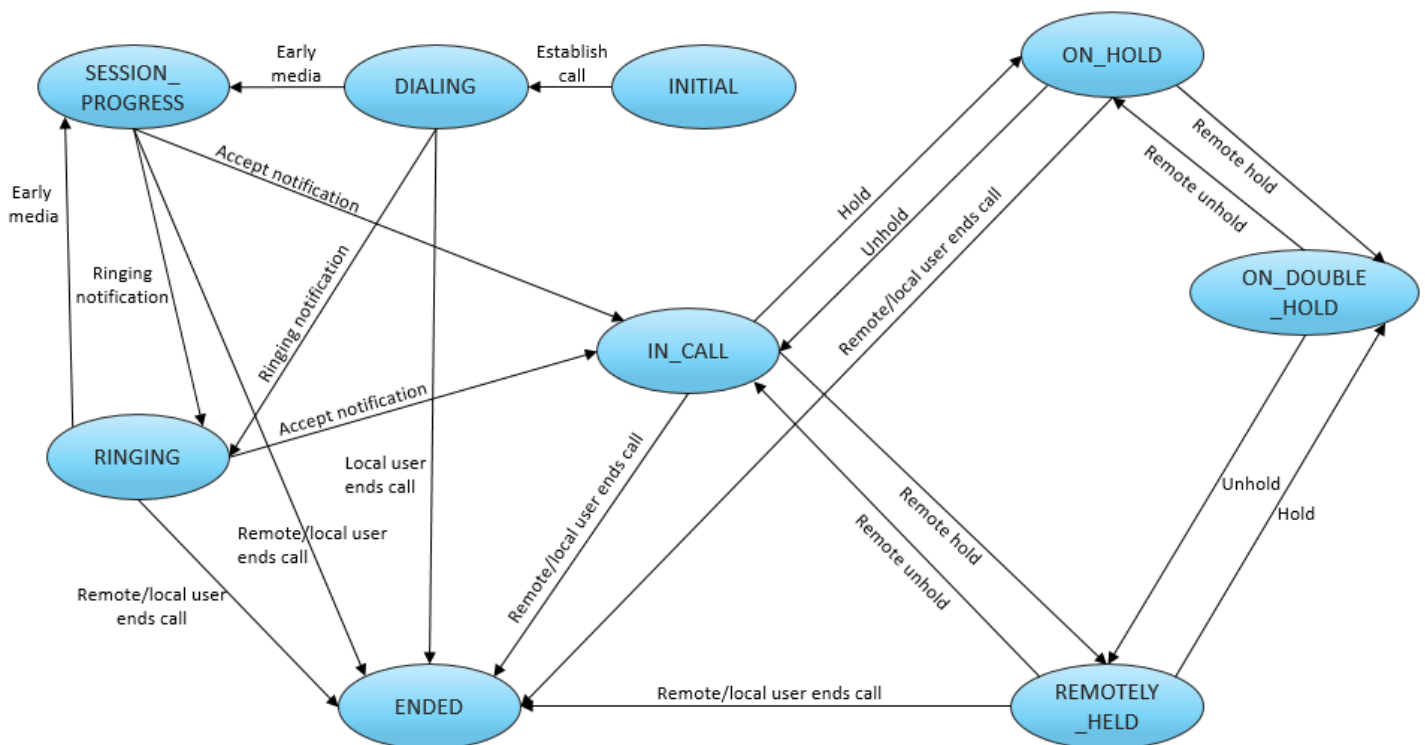 SESSION_
PROGRESS
Early
media
DIALING
Establish
call
INITIAL
ON_HOLD
Accept notification
Early
media
Ringing
notification
Ringing notification
Hold
Unhold
Remote/local user ends call
Remote hold
Remote unhold
ON_DOUBLE
_HOLD
IN_CALL
Accept notification
RINGING
Local user
ends call
Remote/local user
ends call
Remote/local user ends call
Remote hold
Remote unhold
Unhold
Hold
Remote/local user
ends call
ENDED
Remote/local user ends call
REMOTELY
_HELD